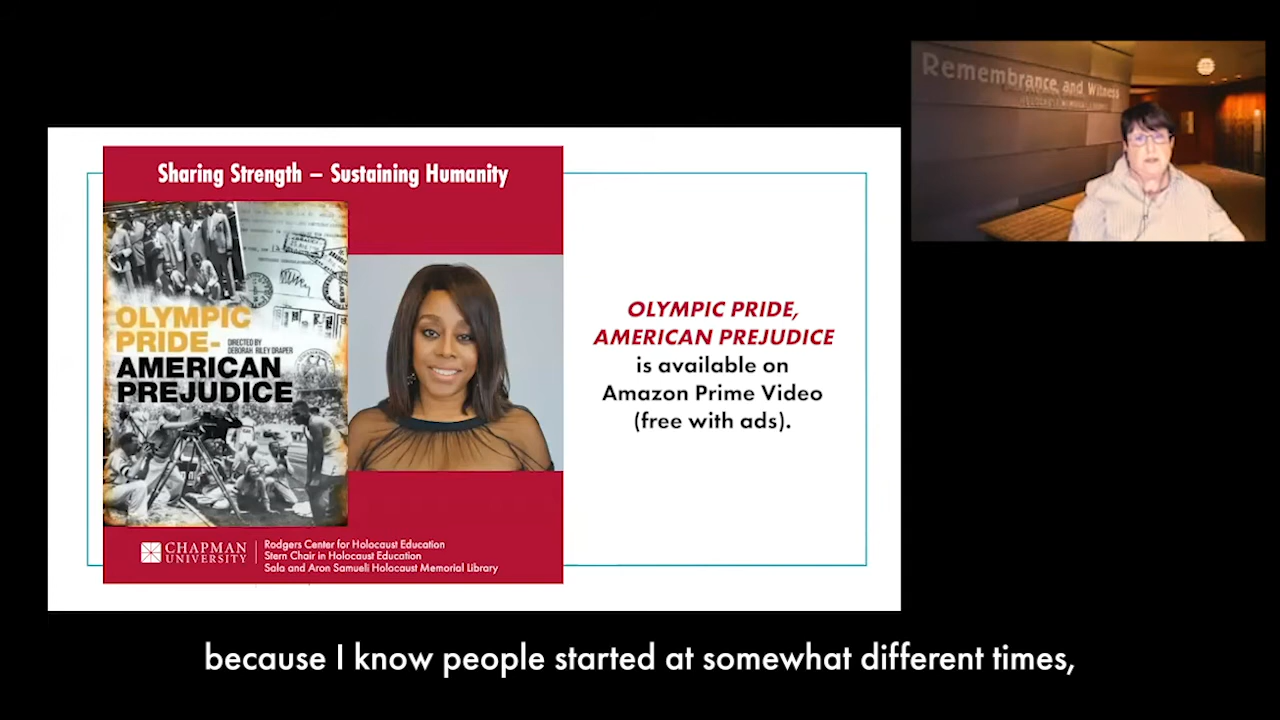 Remembrance and Witness
Sharing Strength – Sustaining Humanity
OLYMPIC
PRIDE-
DIRECTED BY
DEBORAH RILEY DRAPER
AMERICAN
PREJUDICE
OLYMPIC PRIDE,
AMERICAN PREJUDICE
is available on
Amazon Prime Video
(free with ads).
CHAPMAN
UNIVERSITY
Rodgers Center for Holocaust Education
Stern Chair in Holocaust Education
Sala and Aron Samueli Holocaust Memorial Library
because I know people started at somewhat different times,